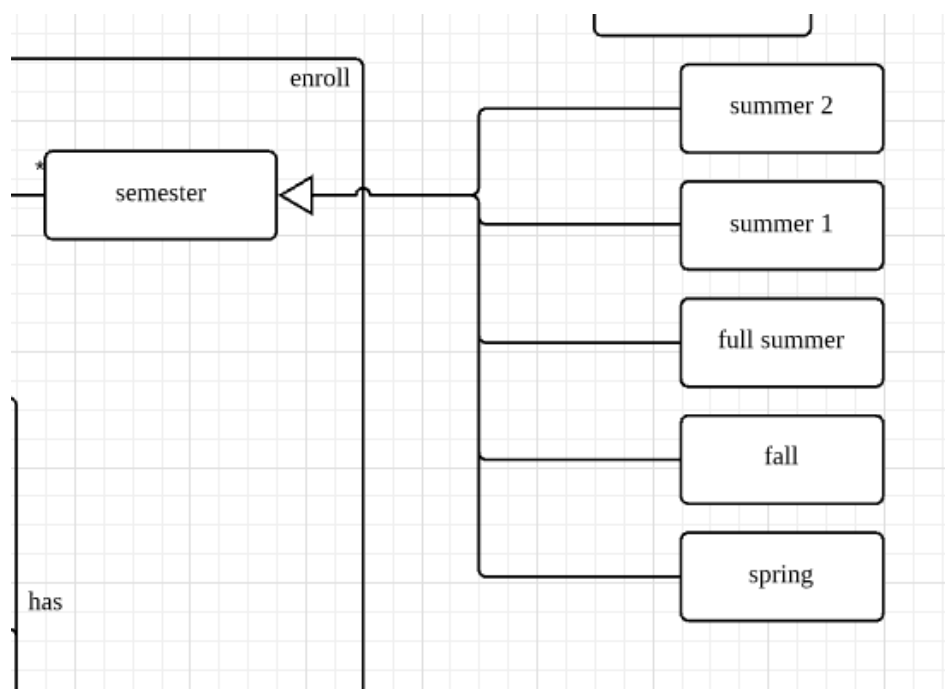 enroll
summer 2
*
semester
summer 1
full summer
fall
spring
has